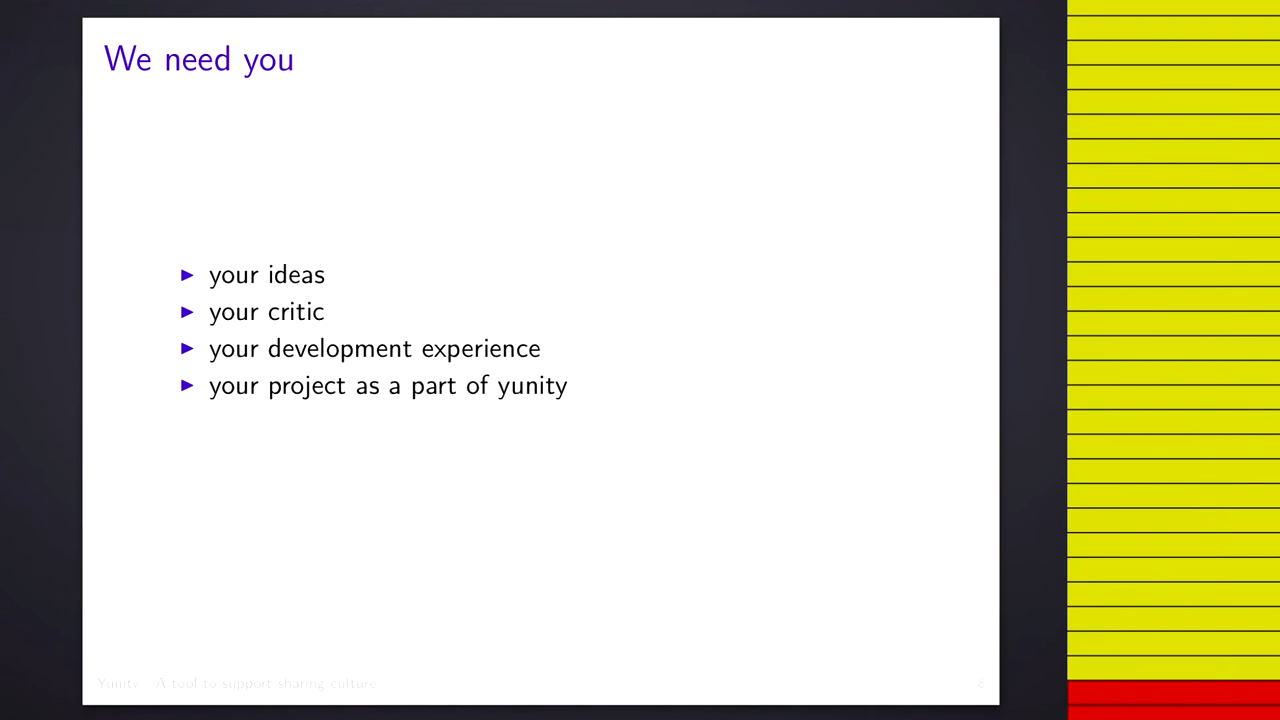 We need you
▶ your ideas
▶ your critic
▶ your development experience
▶ your project as a part of yunity
Yunity - A tool to support sharing culture
8